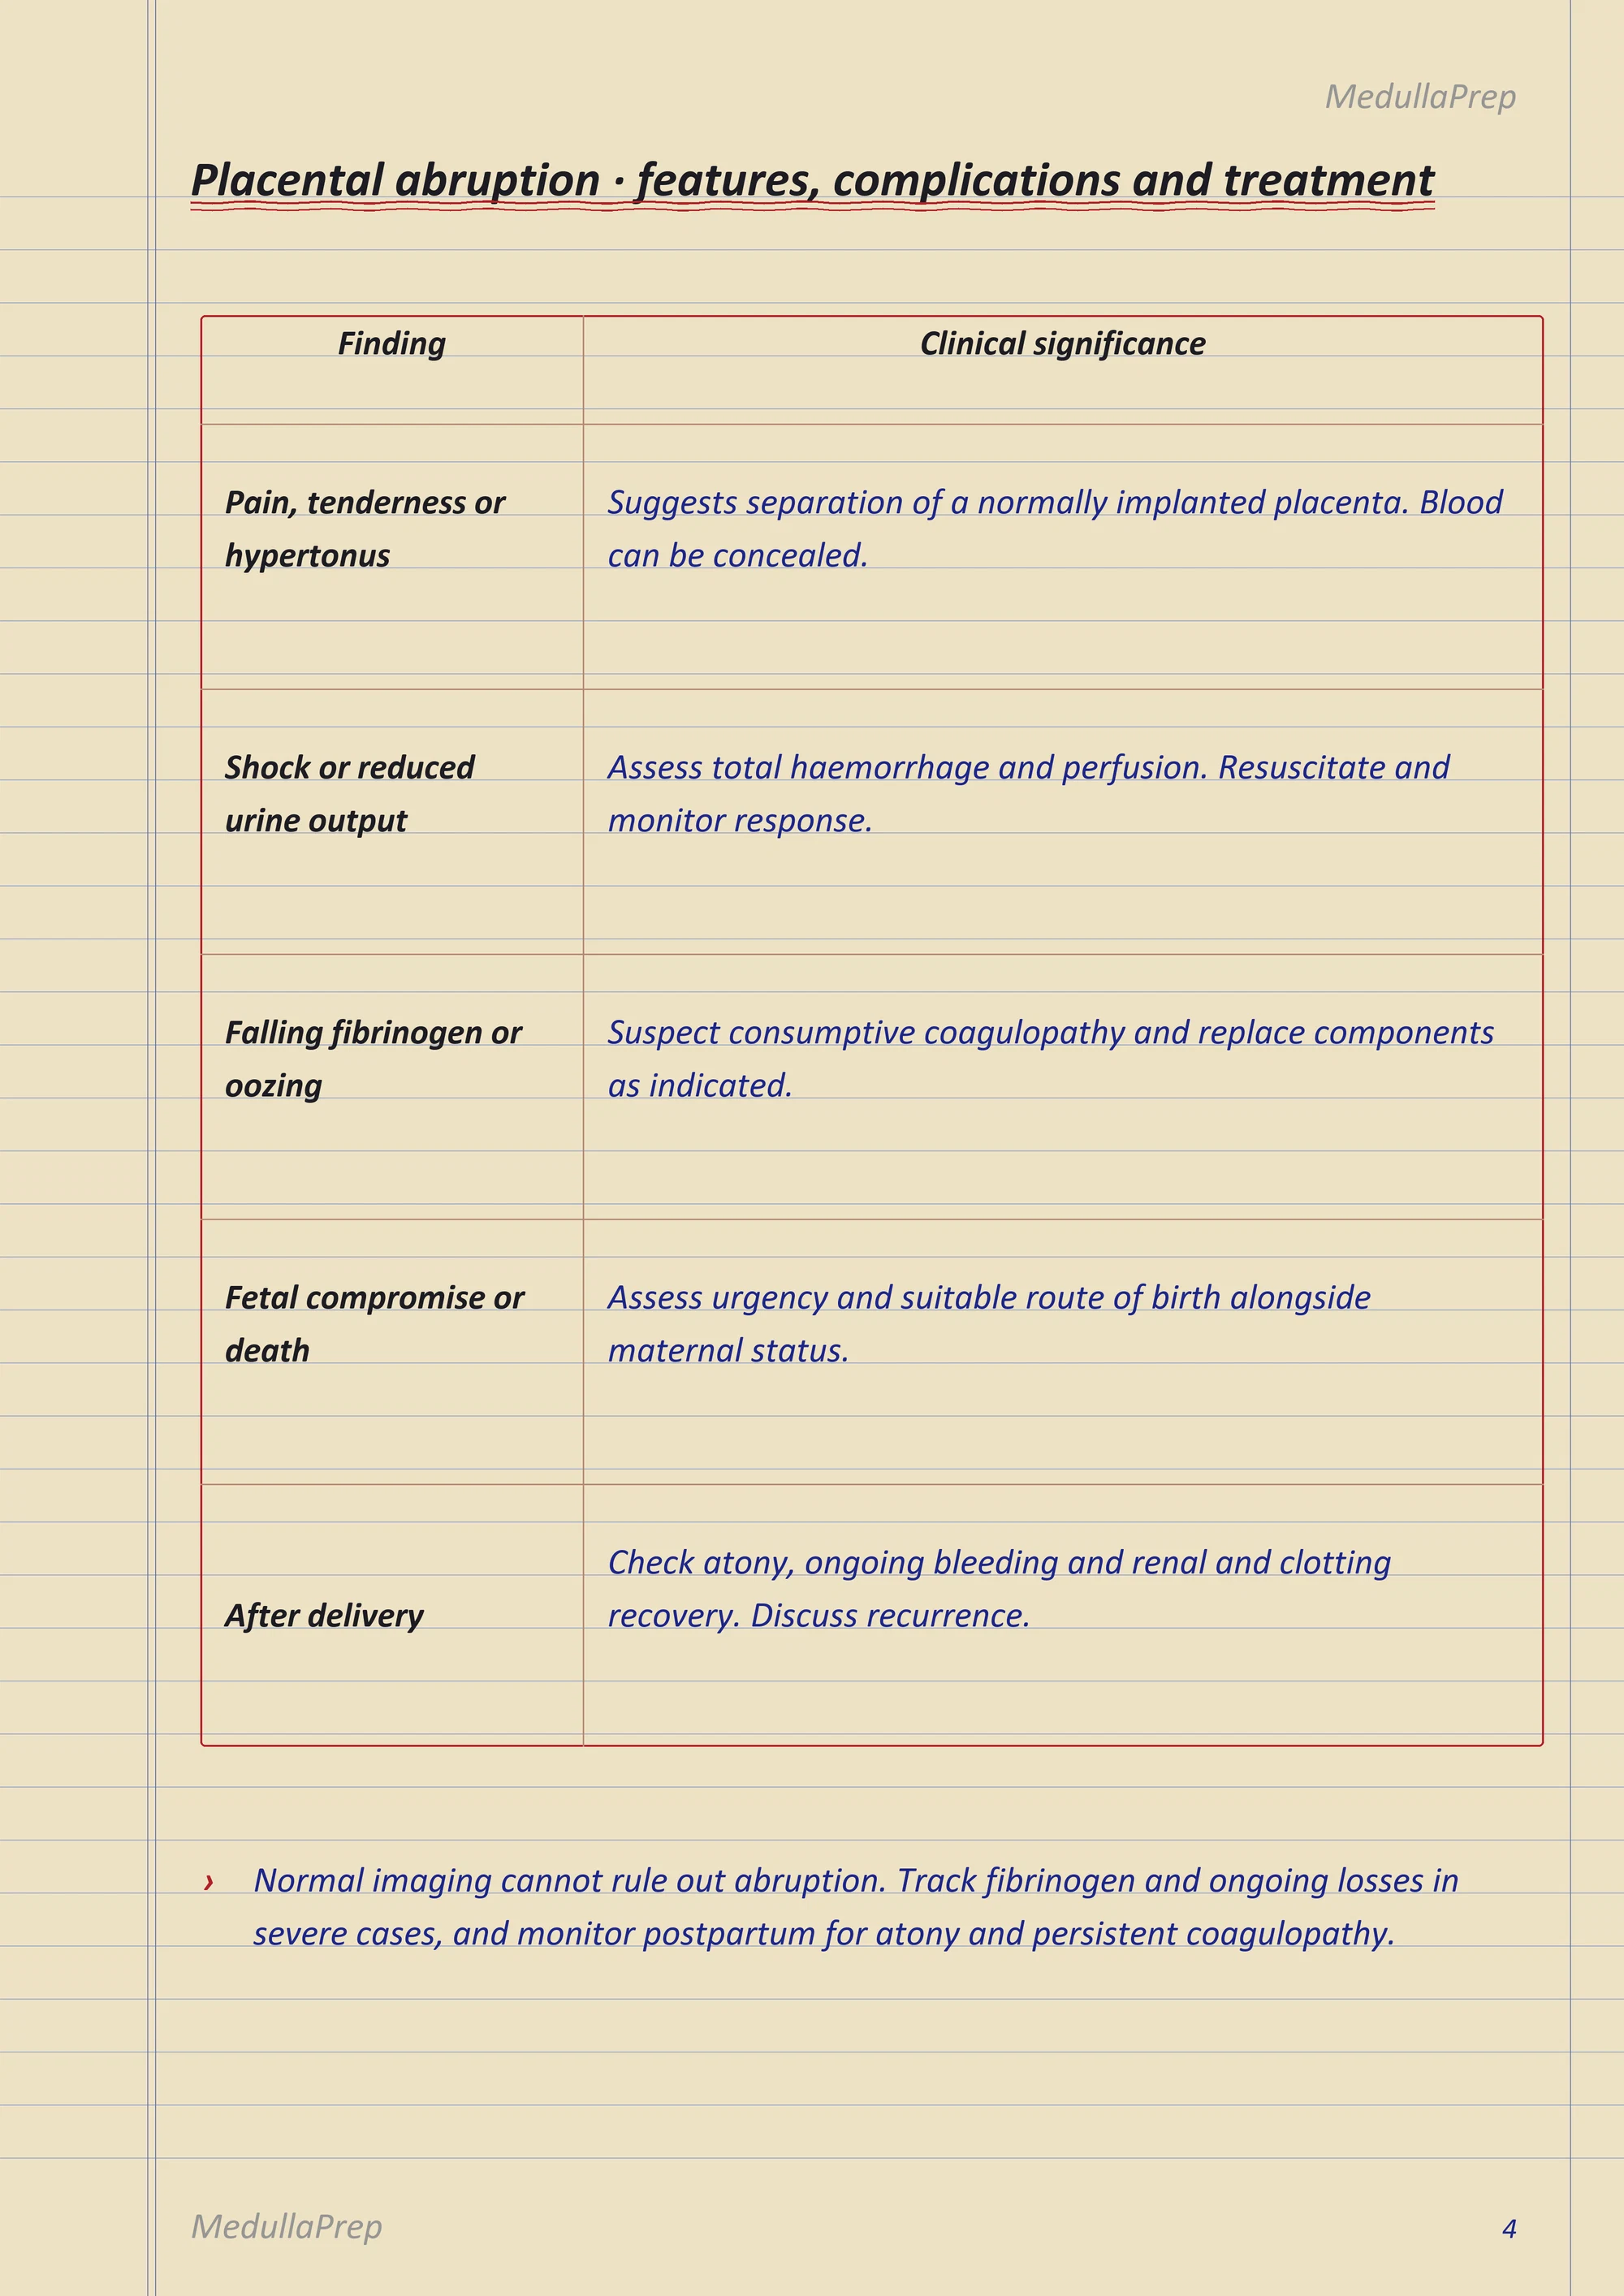 MedullaPrep
Placental abruption · features, complications and treatment
Finding
Clinical significance
Pain, tenderness or
hypertonus
Suggests separation of a normally implanted placenta. Blood
can be concealed.
Shock or reduced
urine output
Assess total haemorrhage and perfusion. Resuscitate and
monitor response.
Falling fibrinogen or
oozing
Suspect consumptive coagulopathy and replace components
as indicated.
Fetal compromise or
death
Assess urgency and suitable route of birth alongside
maternal status.
After delivery
Check atony, ongoing bleeding and renal and clotting
recovery. Discuss recurrence.
› Normal imaging cannot rule out abruption. Track fibrinogen and ongoing losses in
severe cases, and monitor postpartum for atony and persistent coagulopathy.
MedullaPrep
4